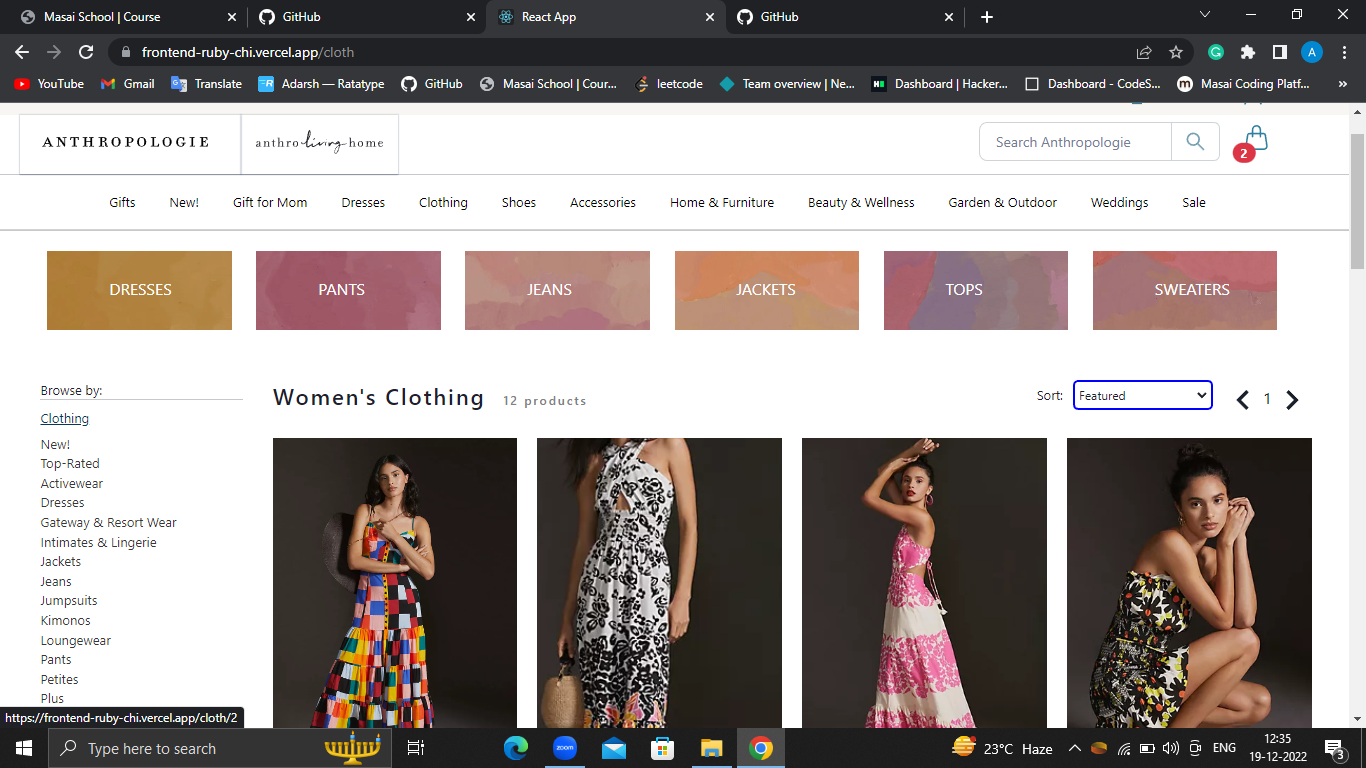 Masai School | Course
GitHub
React App
GitHub
frontend-ruby-chi.vercel.app/cloth
A
YouTube
Gmail
Translate
Adarsh — Ratatype
GitHub
Masai School | Cour...
leetcode
Team overview | Ne...
Dashboard | Hacker...
Dashboard - CodeS...
Masai Coding Platf...
ANTHROPOLOGIE
anthro living home
Search Anthropologie
2
Gifts
New!
Gift for Mom
Dresses
Clothing
Shoes
Accessories
Home & Furniture
Beauty & Wellness
Garden & Outdoor
Weddings
Sale
DRESSES
PANTS
JEANS
JACKETS
TOPS
SWEATERS
Browse by:
Clothing
New!
Top-Rated
Activewear
Dresses
Gateway & Resort Wear
Intimates & Lingerie
Jackets
Jeans
Jumpsuits
Kimonos
Loungewear
Pants
Petites
Plus
Women's Clothing 12 products
Sort: Featured
1
https://frontend-ruby-chi.vercel.app/cloth/2
Type here to search
zoom
23°C Haze
ENG
12:35
19-12-2022
3